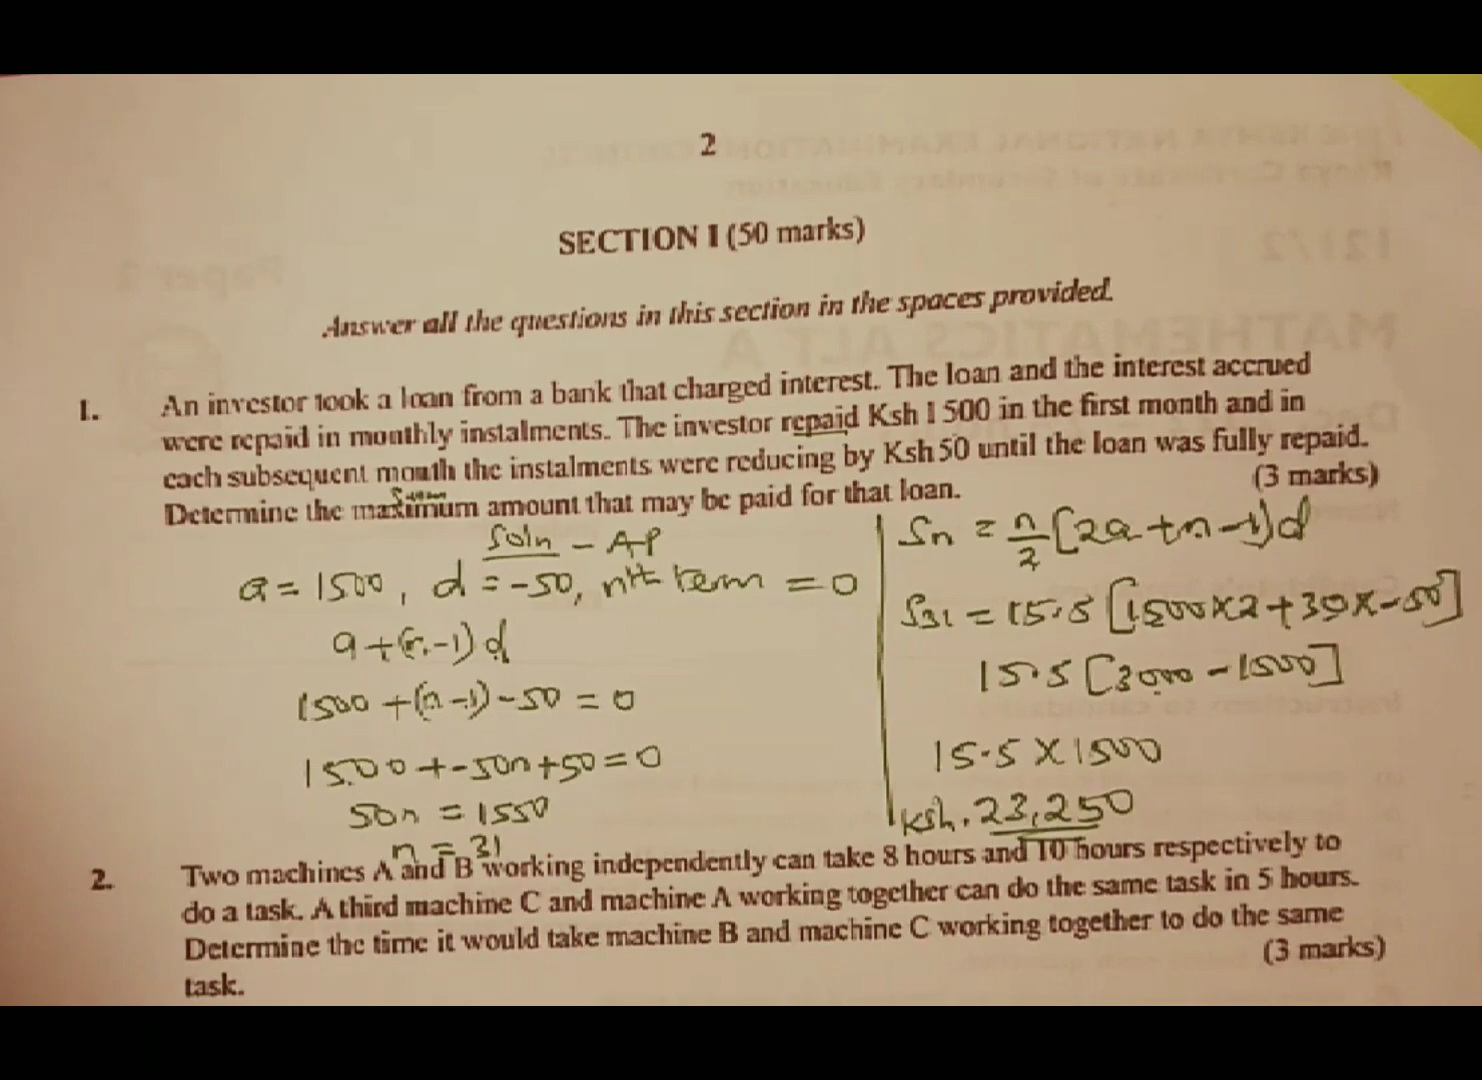 2
SECTION I (50 marks)
Answer all the questions in this section in the spaces provided.
1. An investor took a loan from a bank that charged interest. The loan and the interest accrued
were repaid in monthly instalments. The investor repaid Ksh 1 500 in the first month and in
each subsequent month the instalments were reducing by Ksh 50 until the loan was fully repaid.
Determine the maximum amount that may be paid for that loan. (3 marks)
Soln - AP
a = 1500, d = -50, nth term = 0
a + (n-1)d
1500 + (n-1) -50 = 0
1500 + -50n + 50 = 0
50n = 1550
n = 31
Sn = n/2 [2a + n-1)d
S31 = 15.5 [1500x2 + 30x-50]
15.5 [3000 - 1500]
15.5 X 1500
Ksh. 23,250
2. Two machines A and B working independently can take 8 hours and 10 hours respectively to
do a task. A third machine C and machine A working together can do the same task in 5 hours.
Determine the time it would take machine B and machine C working together to do the same
task. (3 marks)